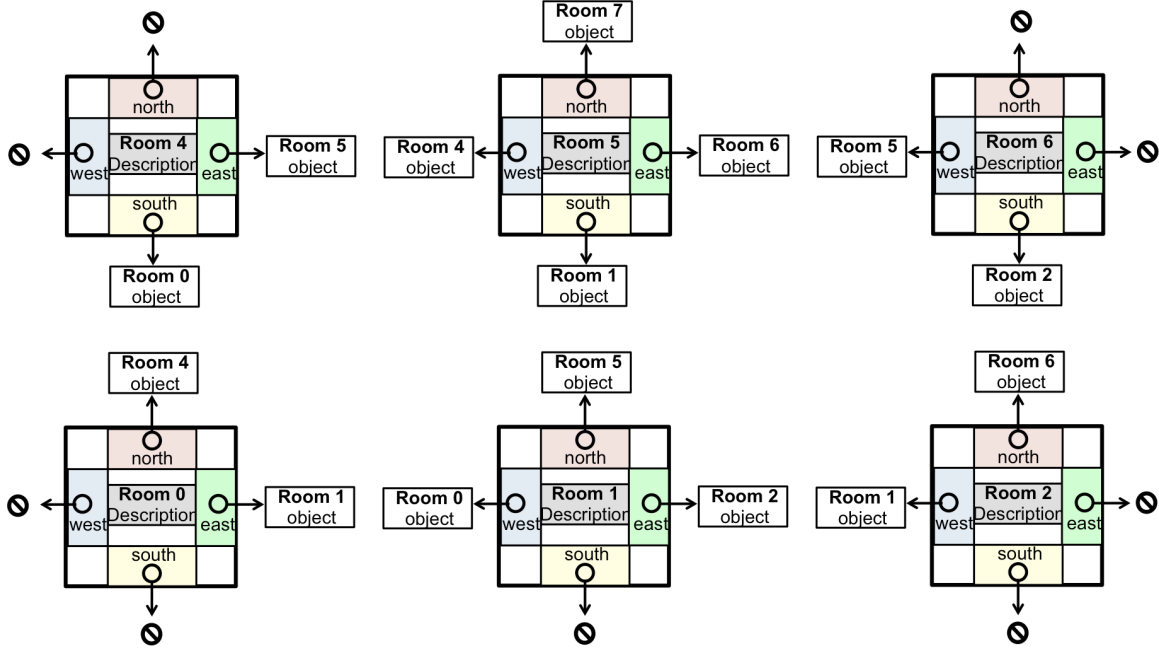 Room 7
object
north
north
north
Room 4
Description
west
east
Room 5
object
Room 4
object
Room 5
Description
west
east
Room 6
object
Room 5
object
Room 6
Description
west
east
south
south
south
Room 0
object
Room 1
object
Room 2
object
Room 4
object
Room 5
object
Room 6
object
north
north
north
Room 0
Description
west
east
Room 1
object
Room 0
object
Room 1
Description
west
east
Room 2
object
Room 1
object
Room 2
Description
west
east
south
south
south